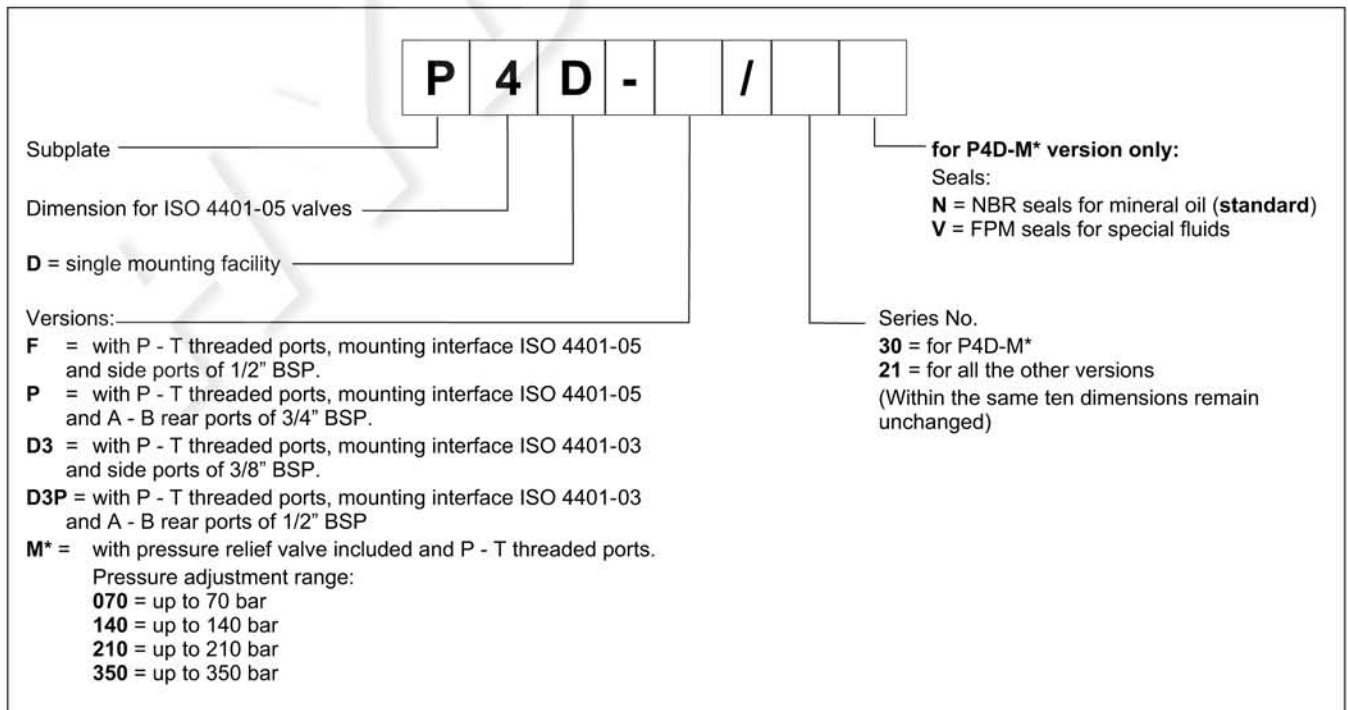 P 4 D - /
Subplate
Dimension for ISO 4401-05 valves
D = single mounting facility
Versions:
F = with P - T threaded ports, mounting interface ISO 4401-05
and side ports of 1/2” BSP.
P = with P - T threaded ports, mounting interface ISO 4401-05
and A - B rear ports of 3/4” BSP.
D3 = with P - T threaded ports, mounting interface ISO 4401-03
and side ports of 3/8” BSP.
D3P = with P - T threaded ports, mounting interface ISO 4401-03
and A - B rear ports of 1/2” BSP
M* = with pressure relief valve included and P - T threaded ports.
Pressure adjustment range:
070 = up to 70 bar
140 = up to 140 bar
210 = up to 210 bar
350 = up to 350 bar
for P4D-M* version only:
Seals:
N = NBR seals for mineral oil (standard)
V = FPM seals for special fluids
Series No.
30 = for P4D-M*
21 = for all the other versions
(Within the same ten dimensions remain
unchanged)